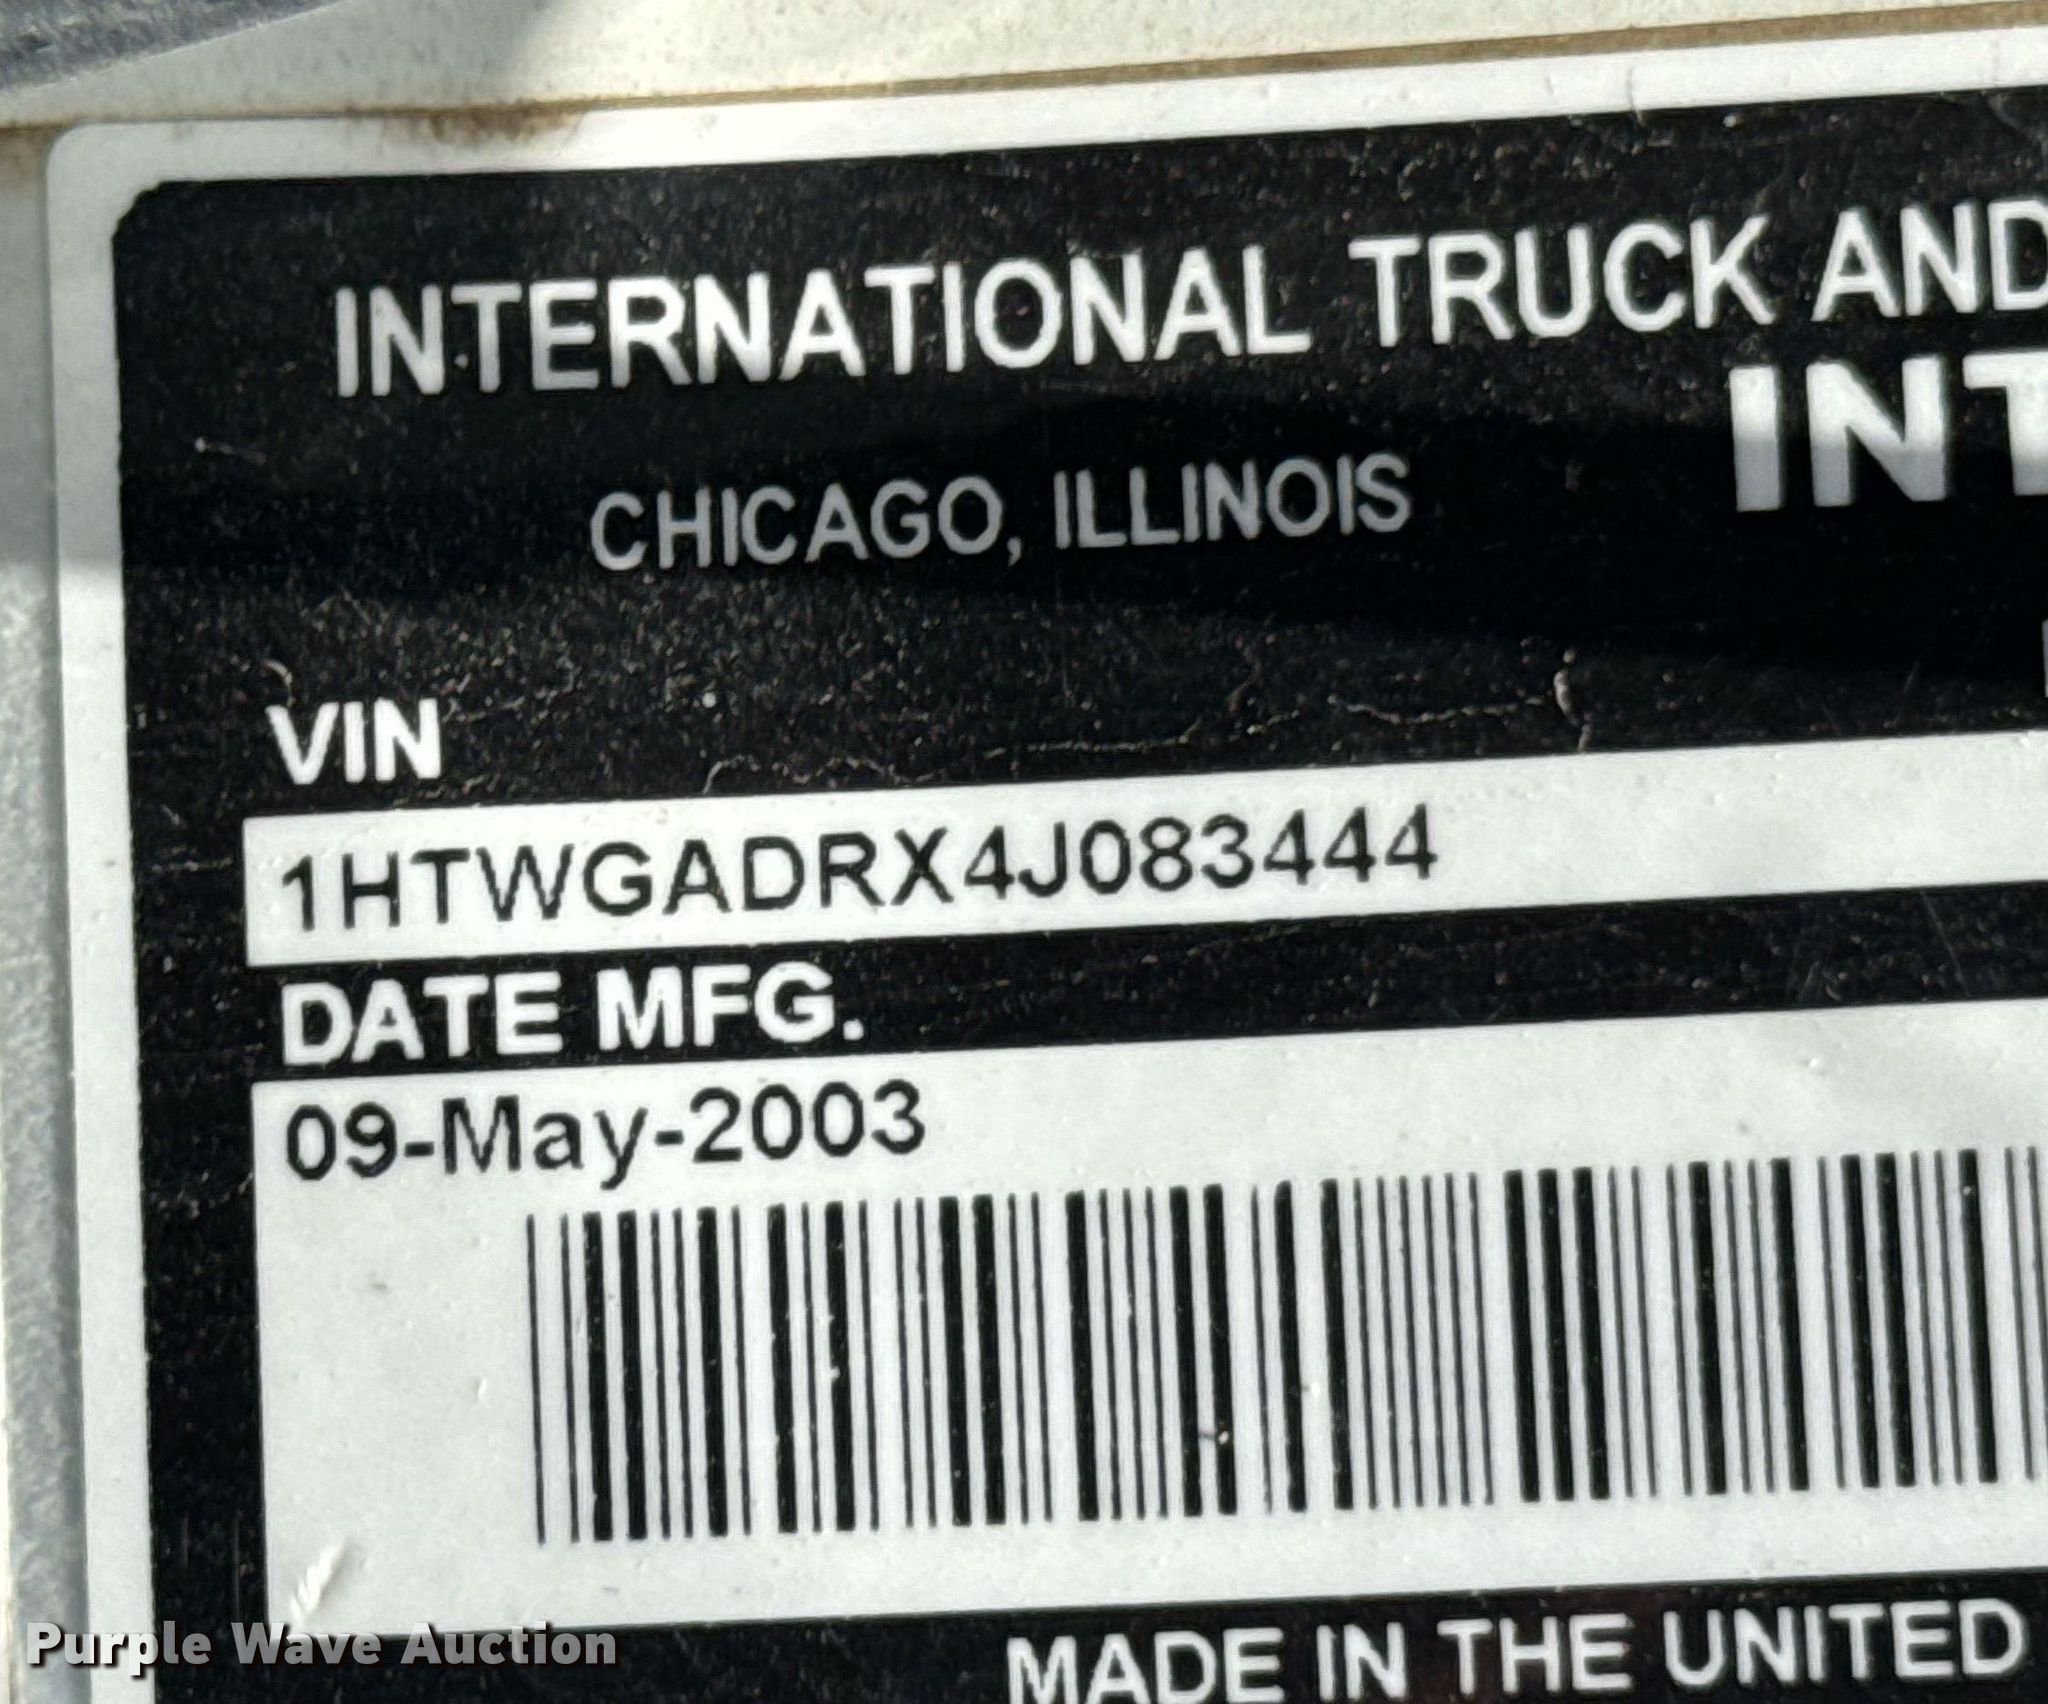 INTERNATIONAL TRUCK AND
INT
CHICAGO, ILLINOIS
VIN
1HTWGADRX4J083444
DATE MFG.
09-May-2003
MADE IN THE UNITED
Purple Wave Auction